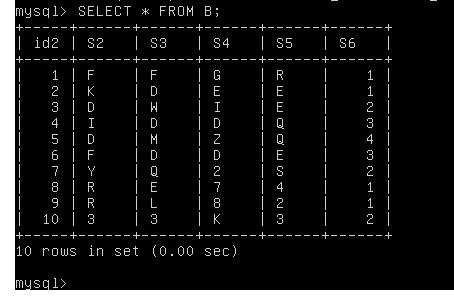 mysql> SELECT * FROM B;
+-----+------+------+------+------+------+
| id2 | S2 | S3 | S4 | S5 | S6 |
+-----+------+------+------+------+------+
| 1 | F | F | G | R | 1 |
| 2 | K | D | E | E | 1 |
| 3 | D | W | I | E | 2 |
| 4 | I | D | D | Q | 3 |
| 5 | D | M | Z | Q | 4 |
| 6 | F | D | D | E | 3 |
| 7 | Y | Q | 2 | S | 2 |
| 8 | R | E | 7 | 4 | 1 |
| 9 | R | L | 8 | 2 | 1 |
| 10 | 3 | 3 | K | 3 | 2 |
+-----+------+------+------+------+------+
10 rows in set (0.00 sec)
mysql>